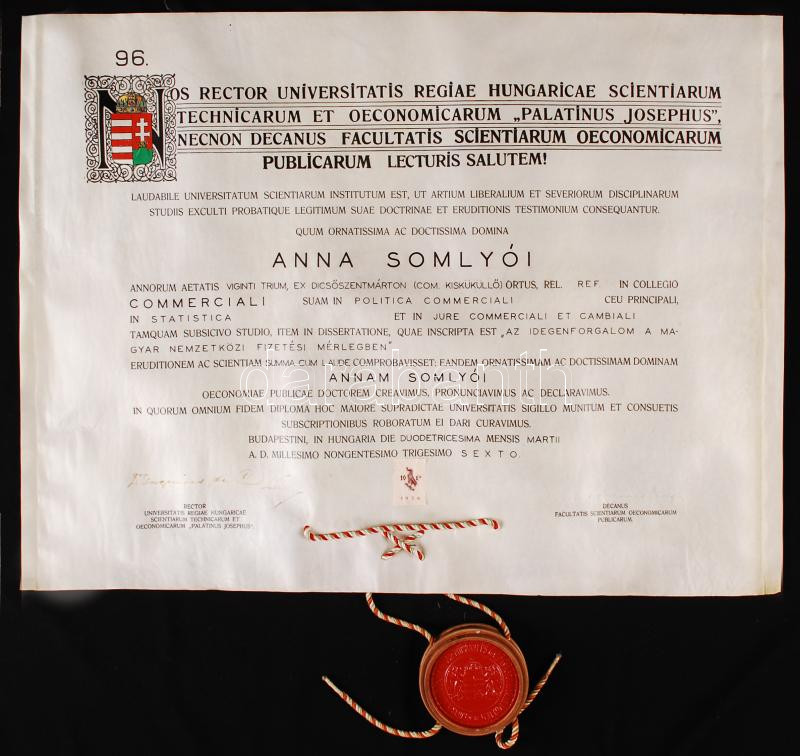 96.
NOS RECTOR UNIVERSITATIS REGIAE HUNGARICAE SCIENTIARUM
TECHNICARUM ET OECONOMICARUM „PALATINUS JOSEPHUS",
NECNON DECANUS FACULTATIS SCIENTIARUM OECONOMICARUM
PUBLICARUM LECTURIS SALUTEM!
LAUDABILE UNIVERSITATUM SCIENTIARUM INSTITUTUM EST, UT ARTIUM LIBERALIUM ET SEVERIORUM DISCIPLINARUM
STUDIIS EXCULTI PROBATIQUE LEGITIMUM SUAE DOCTRINAE ET ERUDITIONIS TESTIMONIUM CONSEQUANTUR.
QUUM ORNATISSIMA AC DOCTISSIMA DOMINA
ANNA SOMLYÓI
ANNORUM AETATIS VIGINTI TRIUM, EX DICSŐSZENTMÁRTON (COM. KISKÜKÜLLŐ) ORTUS, REL. REF. IN COLLEGIO
COMMERCIALI SUAM IN POLITICA COMMERCIALI CEU PRINCIPALI,
IN STATISTICA ET IN JURE COMMERCIALI ET CAMBIALI
TAMQUAM SUBSICIVO STUDIO, ITEM IN DISSERTATIONE, QUAE INSCRIPTA EST „AZ IDEGENFORGALOM A MA-
GYAR NEMZETKÖZI FIZETÉSI MÉRLEGBEN"
ERUDITIONEM AC SCIENTIAM SUMMA CUM LAUDE COMPROBAVISSET; EANDEM ORNATISSIMAM AC DOCTISSIMAM DOMINAM
ANNAM SOMLYÓI
OECONOMIAE PUBLICAE DOCTOREM CREAVIMUS, PRONUNCIAVIMUS AC DECLARAVIMUS.
IN QUORUM OMNIUM FIDEM DIPLOMA HOC MAIORE SUPRADICTAE UNIVERSITATIS SIGILLO MUNITUM ET CONSUETIS
SUBSCRIPTIONIBUS ROBORATUM EI DARI CURAVIMUS.
BUDAPESTINI, IN HUNGARIA DIE DUODETRICESIMA MENSIS MARTII
A. D. MILLESIMO NONGENTESIMO TRIGESIMO SEXTO.
1936
RECTOR
UNIVERSITATIS REGIAE HUNGARICAE
SCIENTIARUM TECHNICARUM ET
OECONOMICARUM „PALATINUS JOSEPHUS".
DECANUS
FACULTATIS SCIENTIARUM OECONOMICARUM
PUBLICARUM.
darabanth